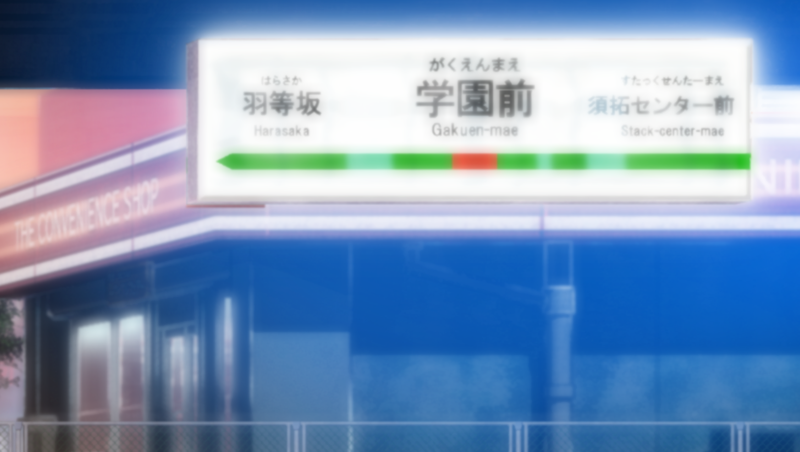 がくえんまえ
はらさか
すたっくせんたーまえ
羽等坂
学園前
須拓センター前
Harasaka
Gakuen-mae
Stack-center-mae
THE CONVENIENCE SHOP